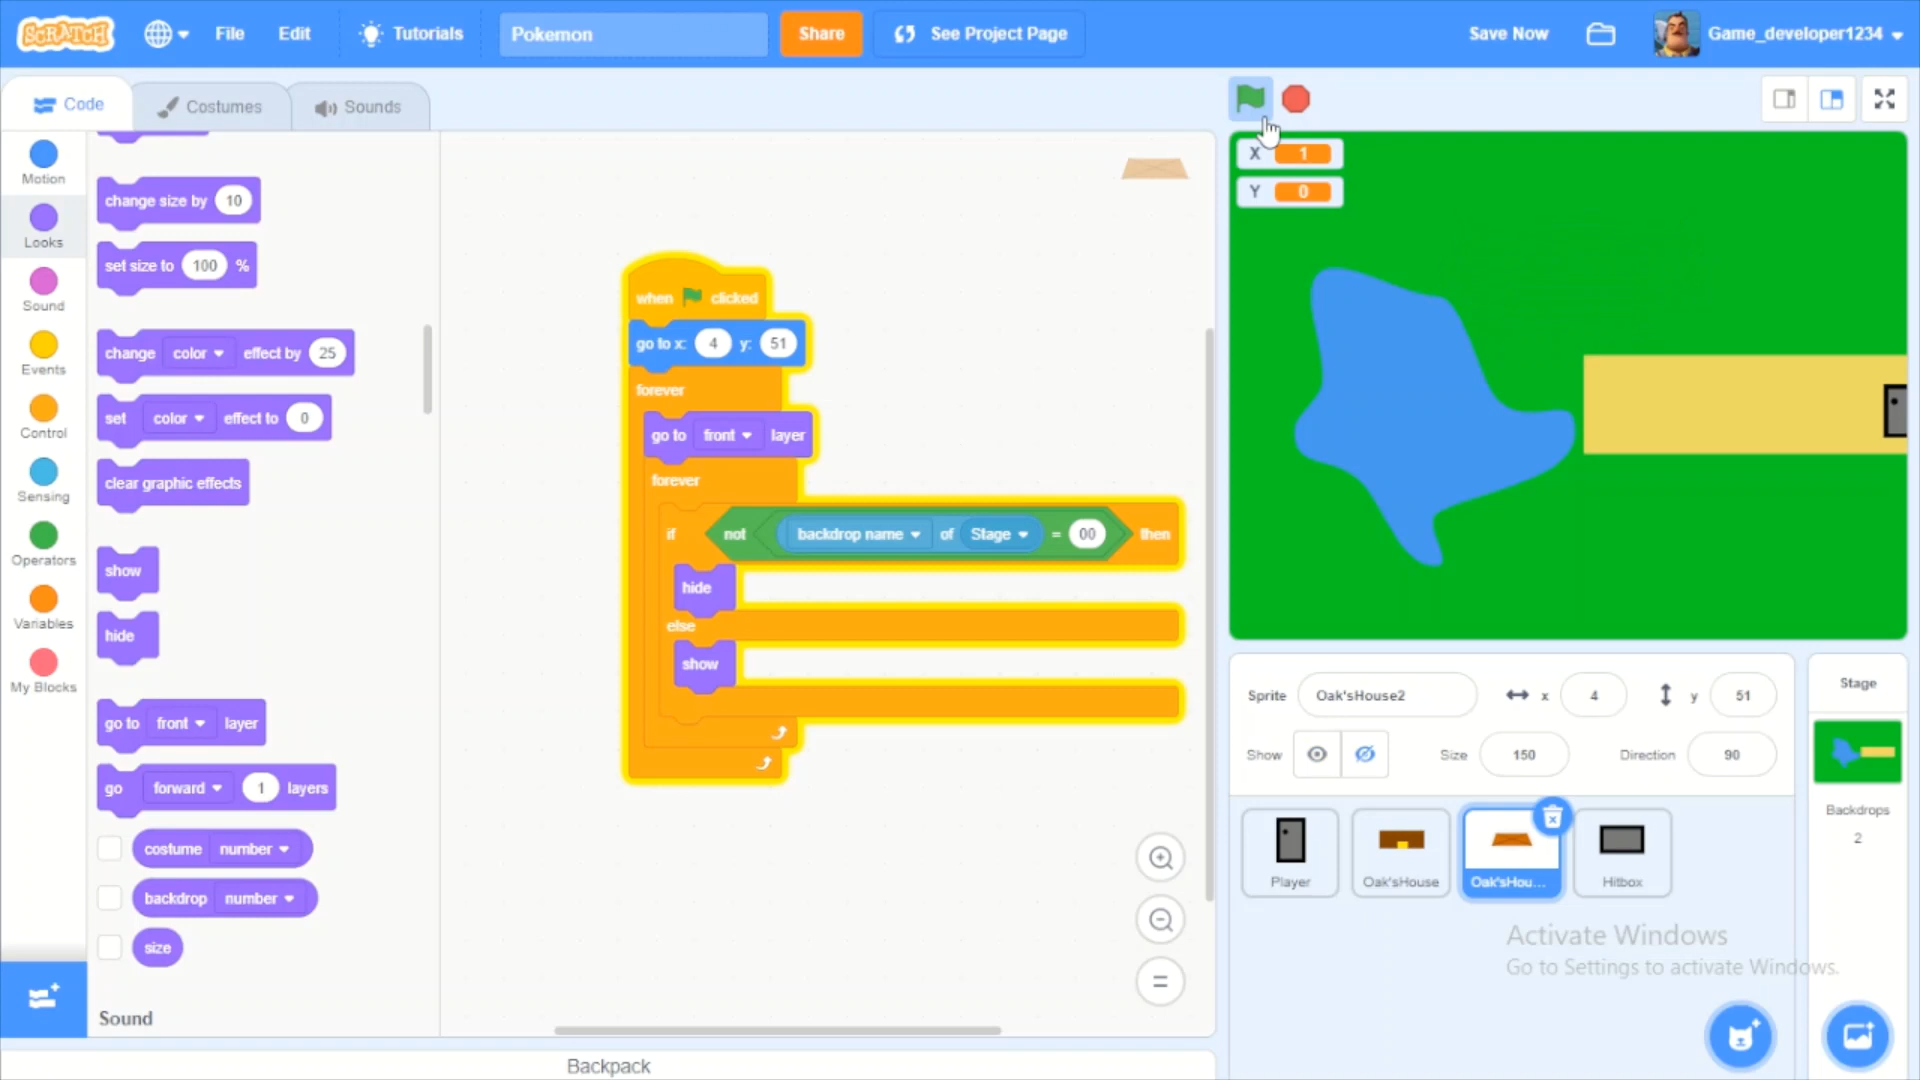 SCRATCH
File
Edit
Tutorials
Pokemon
Share
See Project Page
Save Now
Game_developer1234
Code
Costumes
Sounds
Motion
Looks
Sound
Events
Control
Sensing
Operators
Variables
My Blocks
change size by 10
set size to 100 %
change color effect by 25
set color effect to 0
clear graphic effects
show
hide
go to front layer
go forward 1 layers
costume number
backdrop number
size
Sound
when clicked
go to x: 4 y: 51
forever
go to front layer
forever
if not backdrop name of Stage = 00 then
hide
else
show
Backpack
X 1
Y 0
Sprite Oak'sHouse2 x 4 y 51
Show Size 150 Direction 90
Player
Oak'sHouse
Oak'sHou...
Hitbox
Stage
Backdrops
2
Activate Windows
Go to Settings to activate Windows.